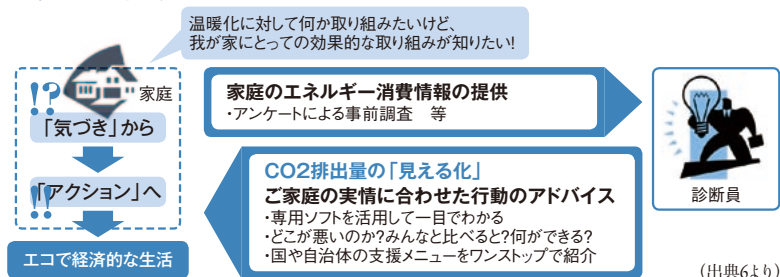 温暖化に対して何か取り組みたいけど、
我が家にとっての効果的な取り組みが知りたい!
!?
家庭
「気づき」から
!!
「アクション」へ
エコで経済的な生活
家庭のエネルギー消費情報の提供
・アンケートによる事前調査 等
CO2排出量の「見える化」
ご家庭の実情に合わせた行動のアドバイス
・専用ソフトを活用して一目でわかる
・どこが悪いのか?みんなと比べると?何ができる?
・国や自治体の支援メニューをワンストップで紹介
診断員
(出典6より)